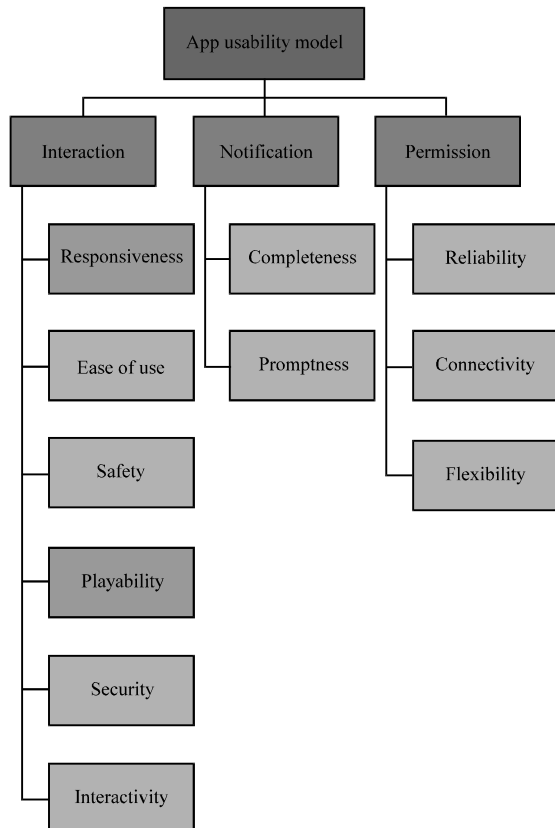 App usability model
Interaction
Notification
Permission
Responsiveness
Completeness
Reliability
Ease of use
Promptness
Connectivity
Safety
Flexibility
Playability
Security
Interactivity